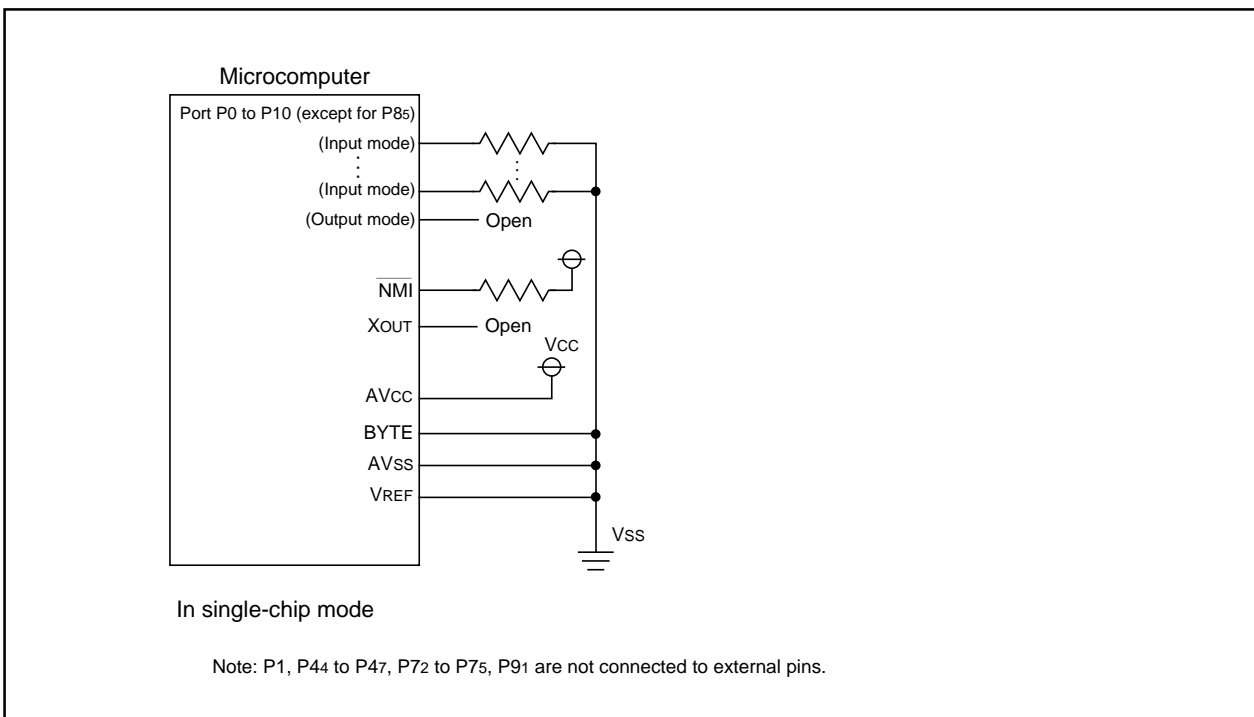 Microcomputer
Port P0 to P10 (except for P85)
(Input mode)
(Input mode)
(Output mode)
Open
NMI
XOUT
Open
VCC
AVCC
BYTE
AVSS
VREF
VSS
In single-chip mode
Note: P1, P44 to P47, P72 to P75, P91 are not connected to external pins.